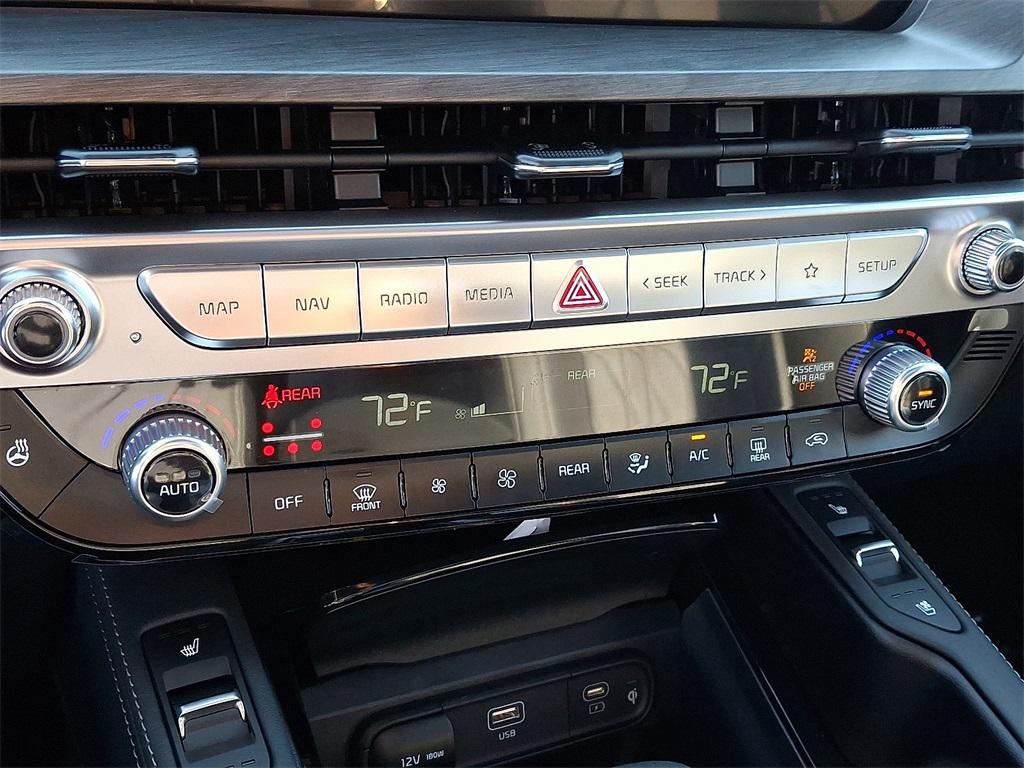 MAP NAV RADIO MEDIA < SEEK TRACK > SETUP
REAR
72°F
REAR
72°F
PASSENGER
AIR BAG
OFF
SYNC
AUTO
OFF
FRONT
REAR
A/C
REAR
12V 180W
USB
qi